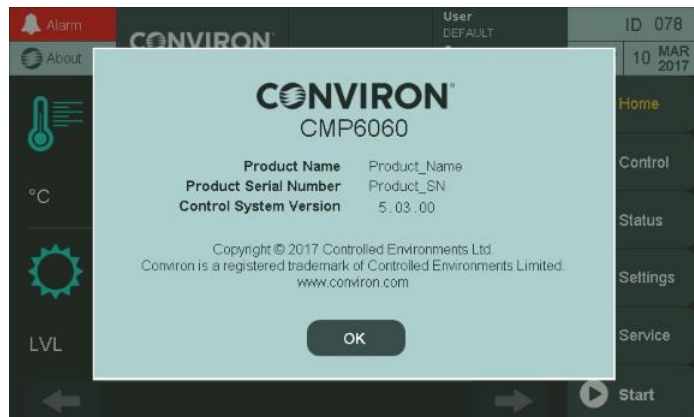 Alarm
User
DEFAULT
ID 078
About
CONVIRON
10 MAR 2017
CONVIRON®
CMP6060
Product Name Product_Name
Product Serial Number Product_SN
Control System Version 5.03.00
Copyright © 2017 Controlled Environments Ltd.
Conviron is a registered trademark of Controlled Environments Limited.
www.conviron.com
OK
Home
Control
Status
Settings
Service
Start
°C
LVL